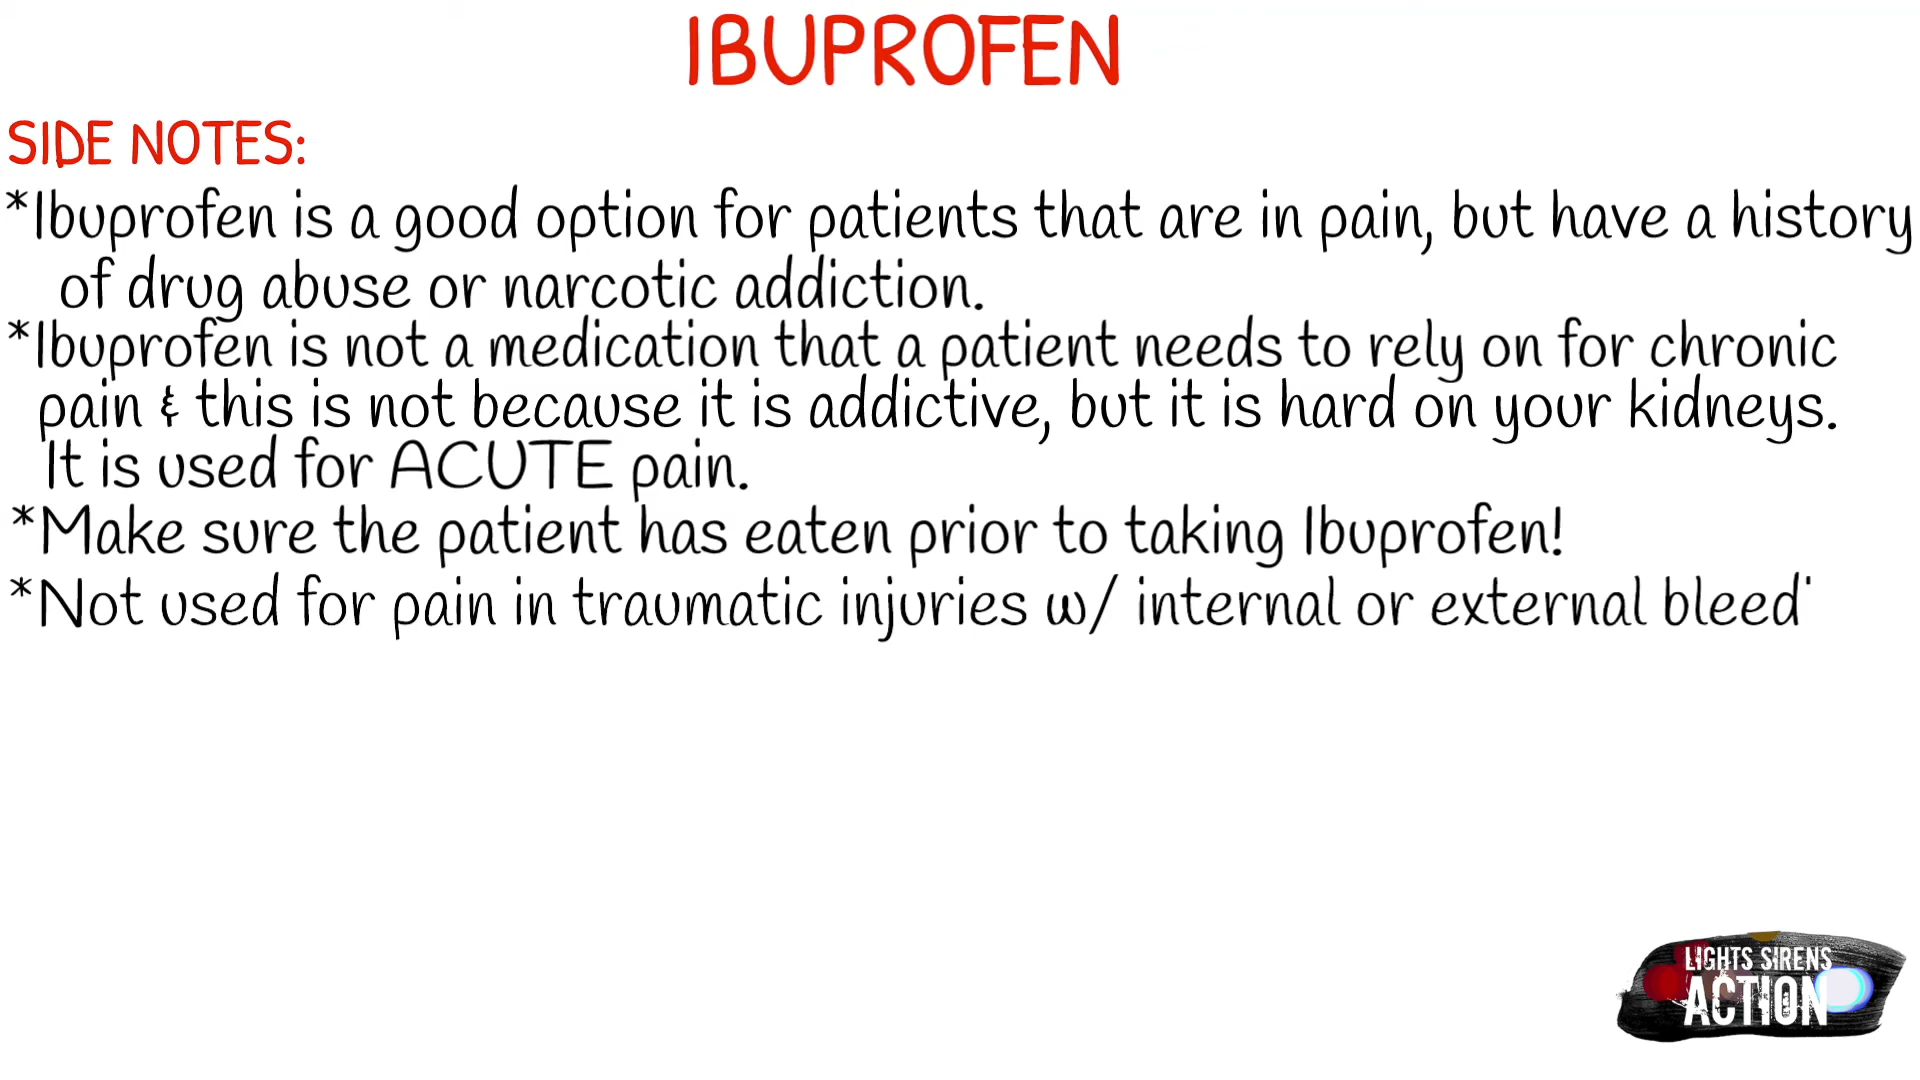 IBUPROFEN
SIDE NOTES:
*Ibuprofen is a good option for patients that are in pain, but have a history
of drug abuse or narcotic addiction.
*Ibuprofen is not a medication that a patient needs to rely on for chronic
pain & this is not because it is addictive, but it is hard on your kidneys.
It is used for ACUTE pain.
*Make sure the patient has eaten prior to taking Ibuprofen!
*Not used for pain in traumatic injuries w/ internal or external bleed
LIGHTS SIRENS
ACTION